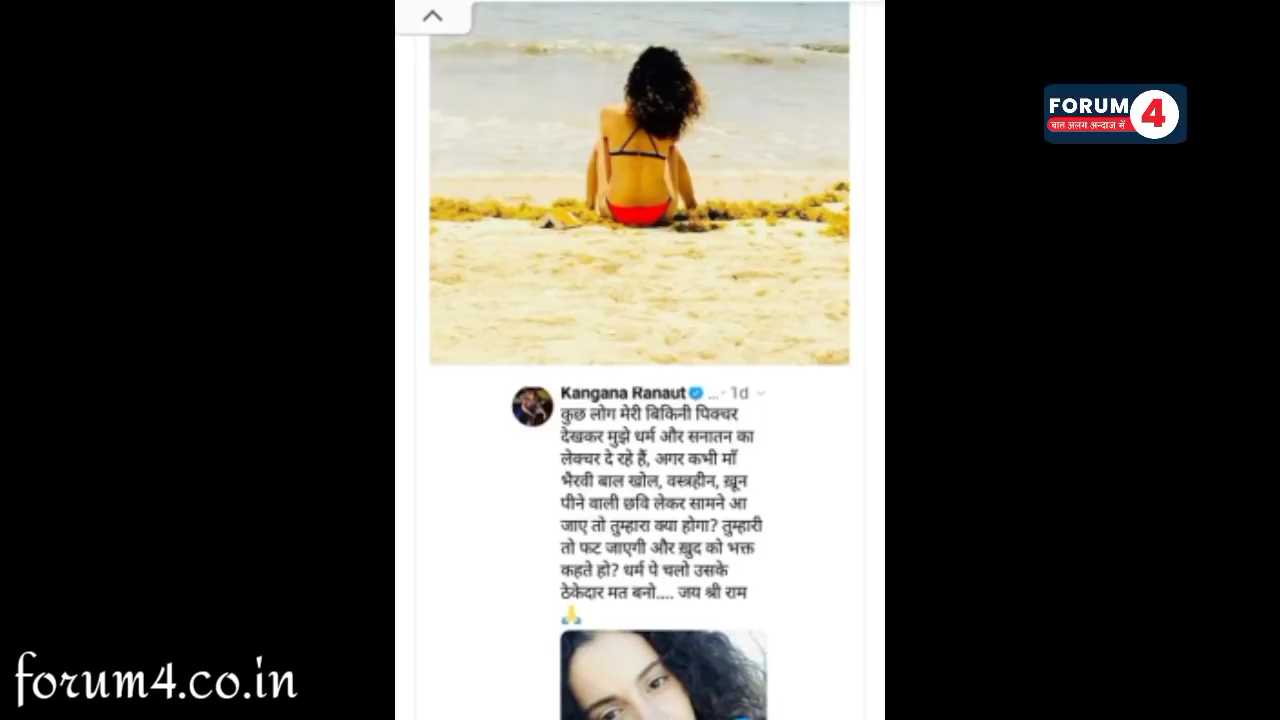 FORUM 4
बात अलग अन्दाज में
Kangana Ranaut ... · 1d
कुछ लोग मेरी बिकिनी पिक्चर
देखकर मुझे धर्म और सनातन का
लेक्चर दे रहे हैं, अगर कभी माँ
भैरवी बाल खोल, वस्त्रहीन, ख़ून
पीने वाली छवि लेकर सामने आ
जाए तो तुम्हारा क्या होगा? तुम्हारी
तो फट जाएगी और ख़ुद को भक्त
कहते हो? धर्म पे चलो उसके
ठेकेदार मत बनो.... जय श्री राम
🙏
forum4.co.in